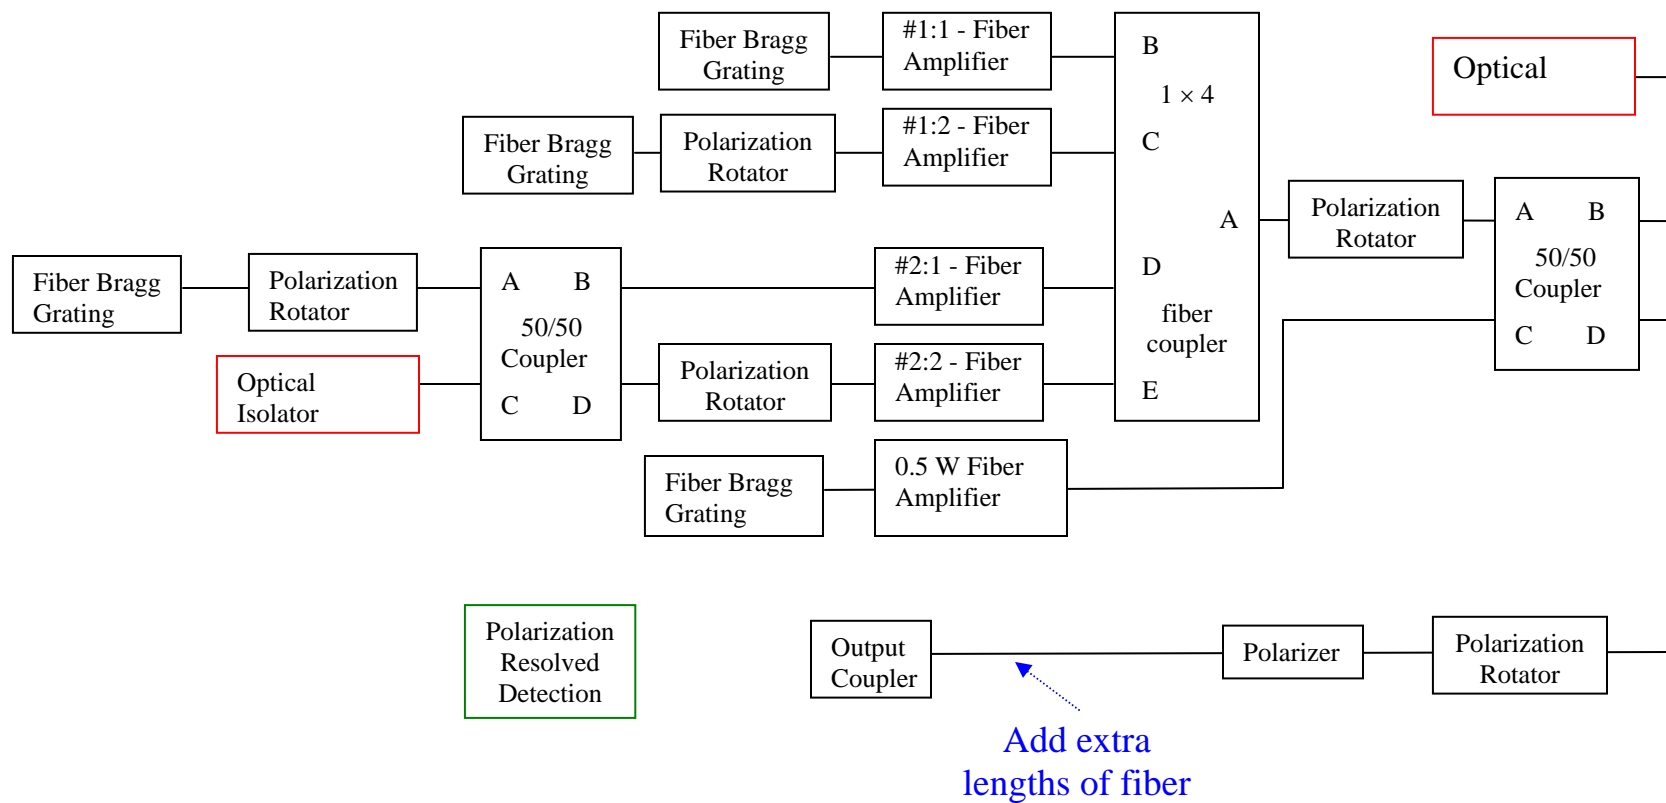 Fiber Bragg
Grating
#1:1 - Fiber
Amplifier
B
1 × 4
Optical
Fiber Bragg
Grating
Polarization
Rotator
#1:2 - Fiber
Amplifier
C
A
Polarization
Rotator
A B
50/50
Coupler
C D
Fiber Bragg
Grating
Polarization
Rotator
A B
50/50
Coupler
C D
#2:1 - Fiber
Amplifier
D
fiber
coupler
Optical
Isolator
Polarization
Rotator
#2:2 - Fiber
Amplifier
E
Fiber Bragg
Grating
0.5 W Fiber
Amplifier
Polarization
Resolved
Detection
Output
Coupler
Polarizer
Polarization
Rotator
Add extra
lengths of fiber